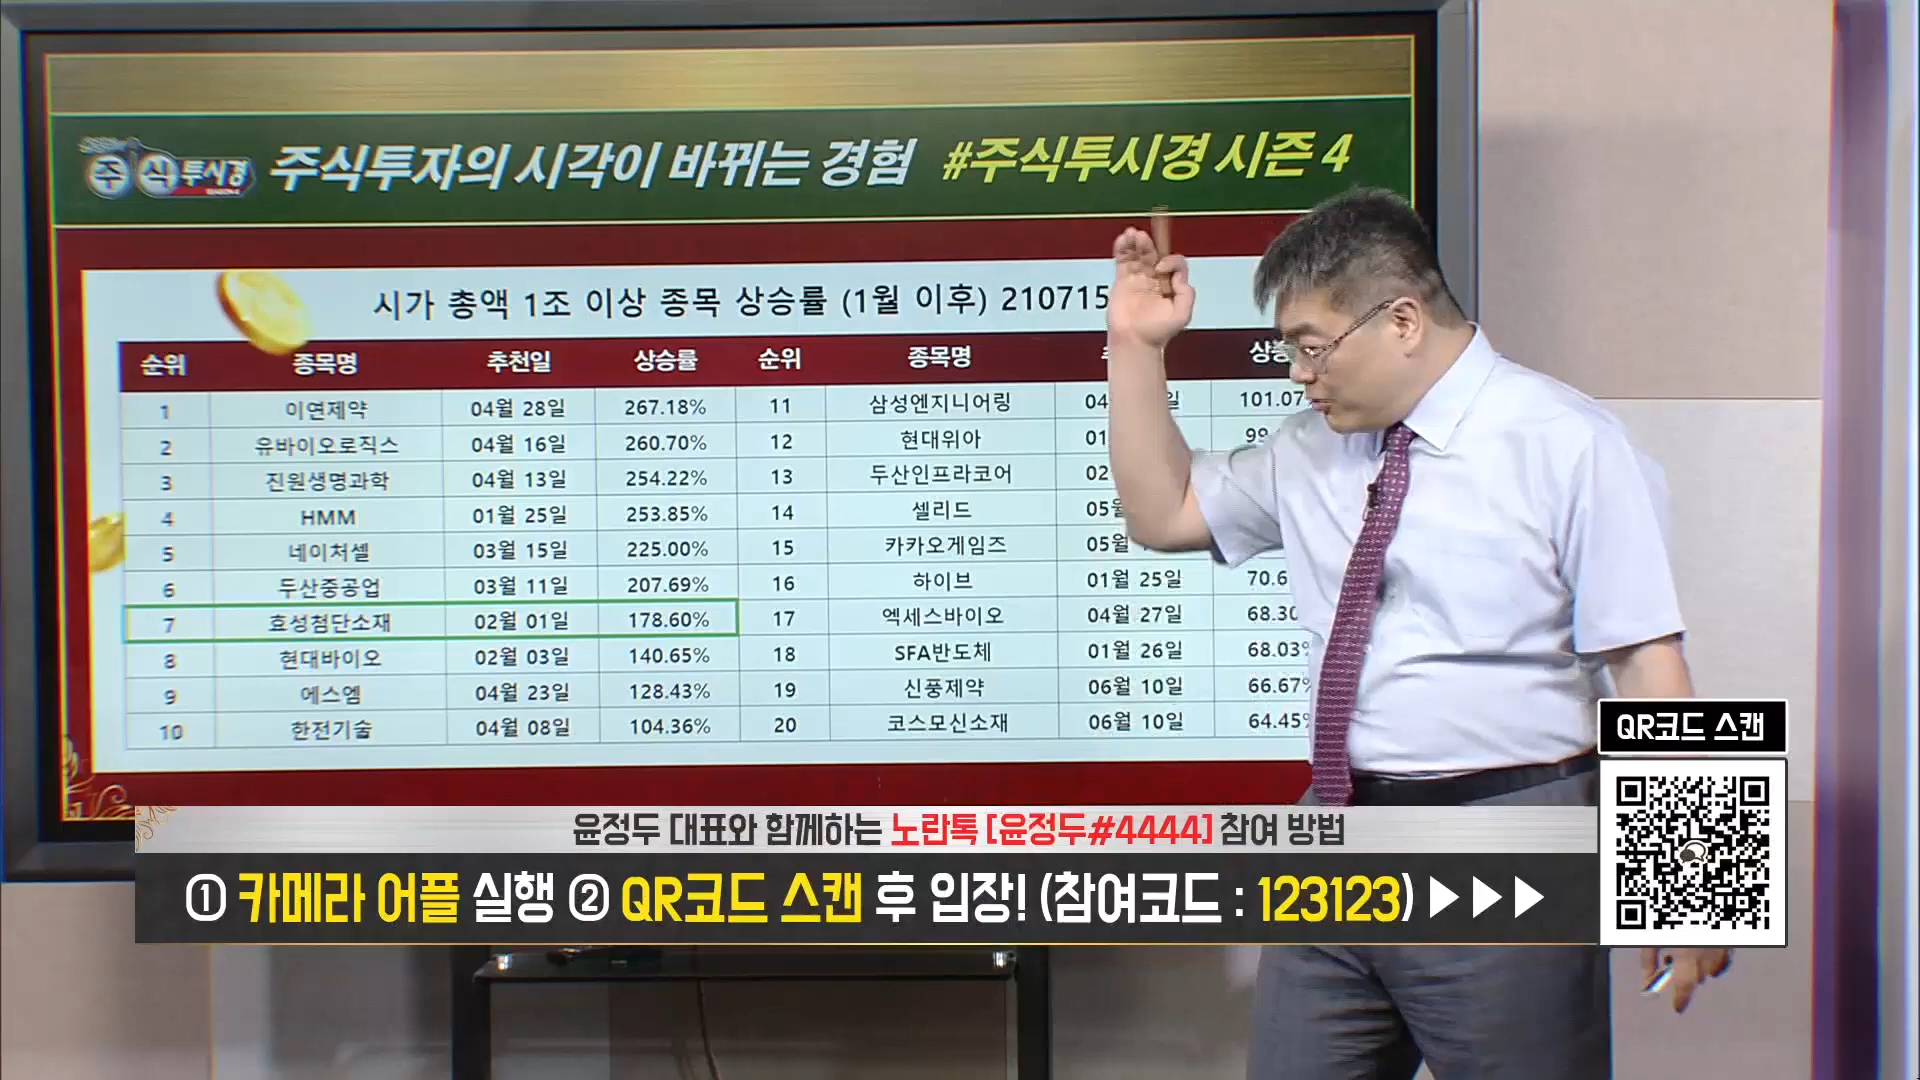 주식투시경 주식투자의 시각이 바뀌는 경험 #주식투시경 시즌 4
시가 총액 1조 이상 종목 상승률 (1월 이후) 210715
순위 종목명 추천일 상승률 순위 종목명
1 이연제약 04월 28일 267.18% 11 삼성엔지니어링 04 101.07
2 유바이오로직스 04월 16일 260.70% 12 현대위아 01 99
3 진원생명과학 04월 13일 254.22% 13 두산인프라코어 02
4 HMM 01월 25일 253.85% 14 셀리드 05월
5 네이처셀 03월 15일 225.00% 15 카카오게임즈 05월
6 두산중공업 03월 11일 207.69% 16 하이브 01월 25일 70.6
7 효성첨단소재 02월 01일 178.60% 17 엑세스바이오 04월 27일 68.30
8 현대바이오 02월 03일 140.65% 18 SFA반도체 01월 26일 68.03%
9 에스엠 04월 23일 128.43% 19 신풍제약 06월 10일 66.67%
10 한전기술 04월 08일 104.36% 20 코스모신소재 06월 10일 64.45%
QR코드 스캔
윤정두 대표와 함께하는 노란톡 [윤정두#4444] 참여 방법
① 카메라 어플 실행 ② QR코드 스캔 후 입장! (참여코드 : 123123) ▶▶▶